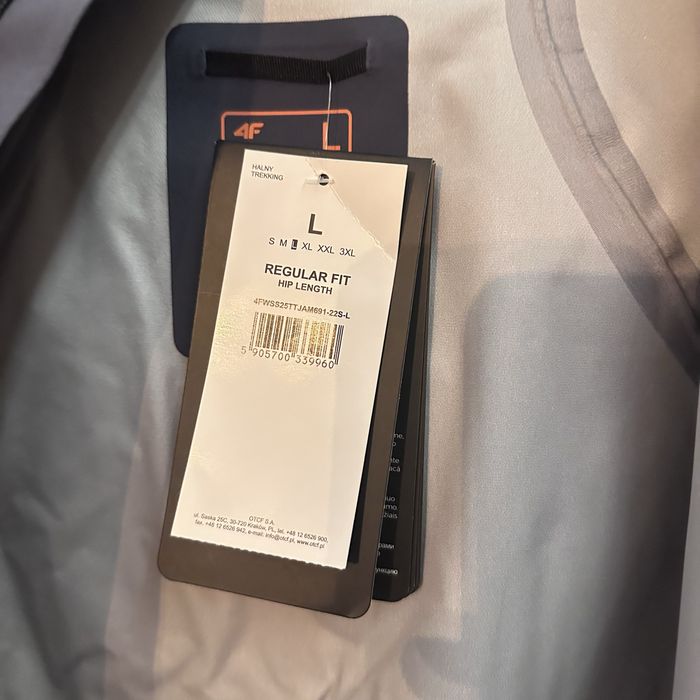 4F
L
HALNY
TREKKING
L
S M L XL XXL 3XL
REGULAR FIT
HIP LENGTH
4FWSS25TTJAM691-22S-L
5 905700 339960
OTCF S.A.
ul. Saska 25C, 30-720 Kraków, PL, tel. +48 12 6526 900,
fax. +48 12 6526 942, e-mail: info@otcf.pl, www.otcf.pl